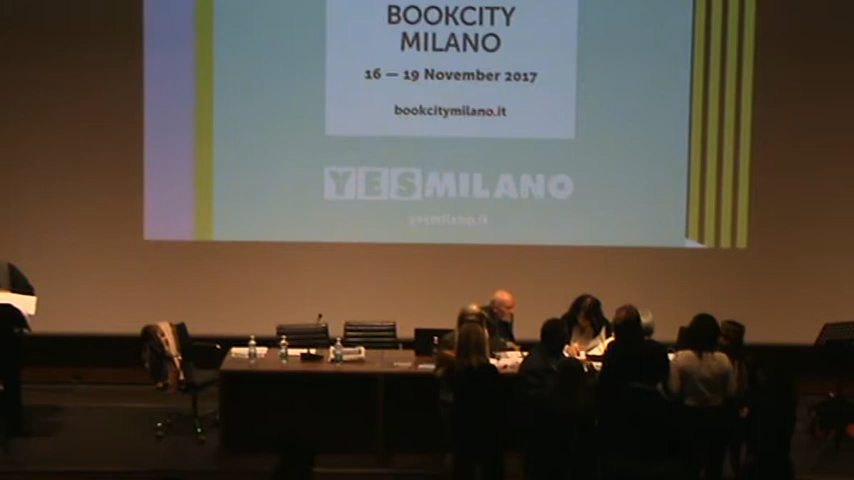 BOOKCITY
MILANO
16 — 19 November 2017
bookcitymilano.it
YESMILANO
yesmilano.it